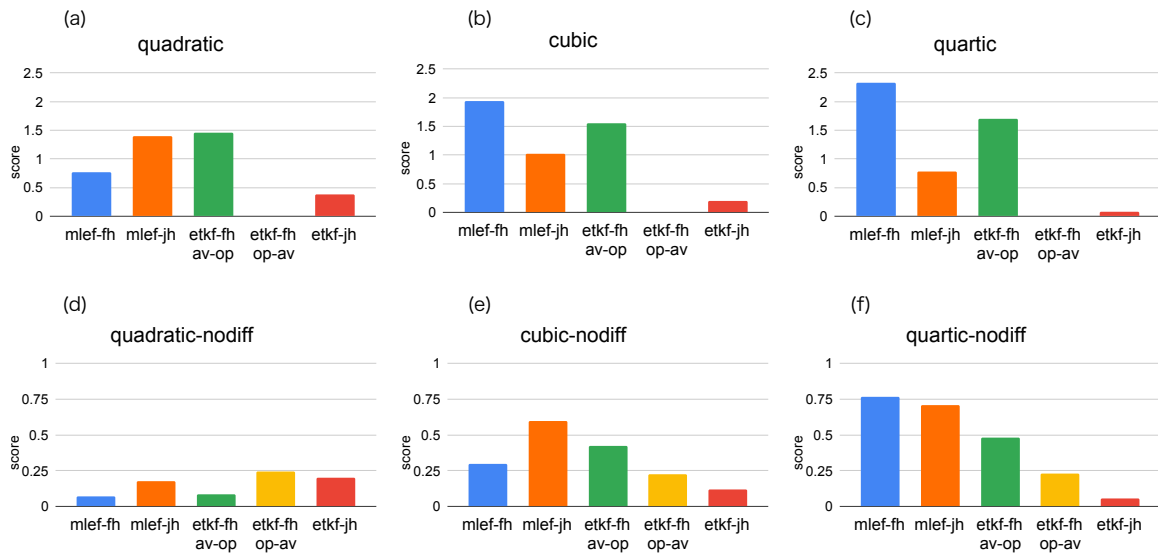 (a)
quadratic
score
2.5
2
1.5
1
0.5
0
mlef-fh mlef-jh etkf-fh etkf-fh etkf-jh
av-op op-av
(b)
cubic
score
2.5
2
1.5
1
0.5
0
mlef-fh mlef-jh etkf-fh etkf-fh etkf-jh
av-op op-av
(c)
quartic
score
2.5
2
1.5
1
0.5
0
mlef-fh mlef-jh etkf-fh etkf-fh etkf-jh
av-op op-av
(d)
quadratic-nodiff
score
1
0.75
0.5
0.25
0
mlef-fh mlef-jh etkf-fh etkf-fh etkf-jh
av-op op-av
(e)
cubic-nodiff
score
1
0.75
0.5
0.25
0
mlef-fh mlef-jh etkf-fh etkf-fh etkf-jh
av-op op-av
(f)
quartic-nodiff
score
1
0.75
0.5
0.25
0
mlef-fh mlef-jh etkf-fh etkf-fh etkf-jh
av-op op-av